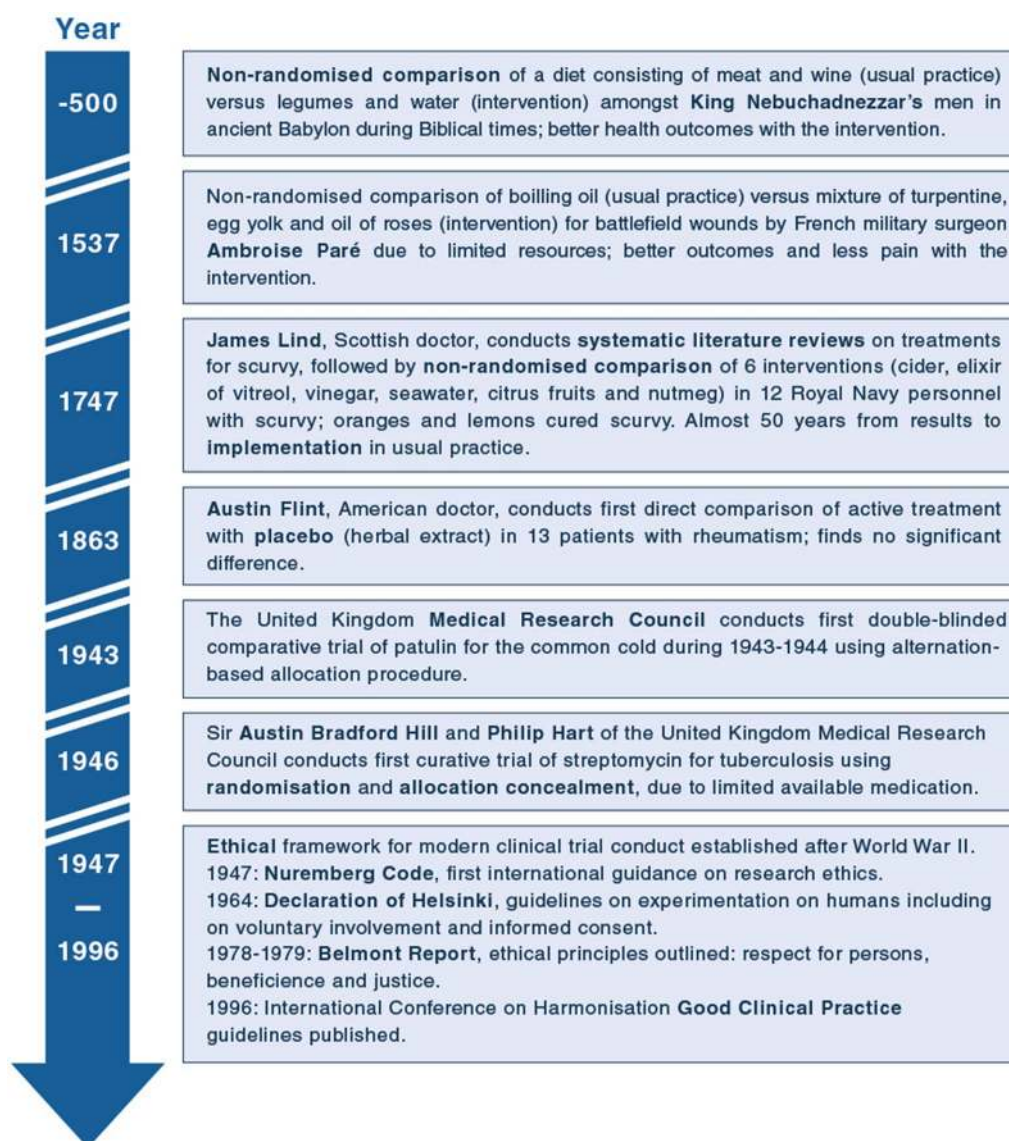 Year
-500
Non-randomised comparison of a diet consisting of meat and wine (usual practice)
versus legumes and water (intervention) amongst King Nebuchadnezzar's men in
ancient Babylon during Biblical times; better health outcomes with the intervention.
1537
Non-randomised comparison of boilling oil (usual practice) versus mixture of turpentine,
egg yolk and oil of roses (intervention) for battlefield wounds by French military surgeon
Ambroise Paré due to limited resources; better outcomes and less pain with the
intervention.
1747
James Lind, Scottish doctor, conducts systematic literature reviews on treatments
for scurvy, followed by non-randomised comparison of 6 interventions (cider, elixir
of vitreol, vinegar, seawater, citrus fruits and nutmeg) in 12 Royal Navy personnel
with scurvy; oranges and lemons cured scurvy. Almost 50 years from results to
implementation in usual practice.
1863
Austin Flint, American doctor, conducts first direct comparison of active treatment
with placebo (herbal extract) in 13 patients with rheumatism; finds no significant
difference.
1943
The United Kingdom Medical Research Council conducts first double-blinded
comparative trial of patulin for the common cold during 1943-1944 using alternation-
based allocation procedure.
1946
Sir Austin Bradford Hill and Philip Hart of the United Kingdom Medical Research
Council conducts first curative trial of streptomycin for tuberculosis using
randomisation and allocation concealment, due to limited available medication.
1947
–
1996
Ethical framework for modern clinical trial conduct established after World War II.
1947: Nuremberg Code, first international guidance on research ethics.
1964: Declaration of Helsinki, guidelines on experimentation on humans including
on voluntary involvement and informed consent.
1978-1979: Belmont Report, ethical principles outlined: respect for persons,
beneficience and justice.
1996: International Conference on Harmonisation Good Clinical Practice
guidelines published.